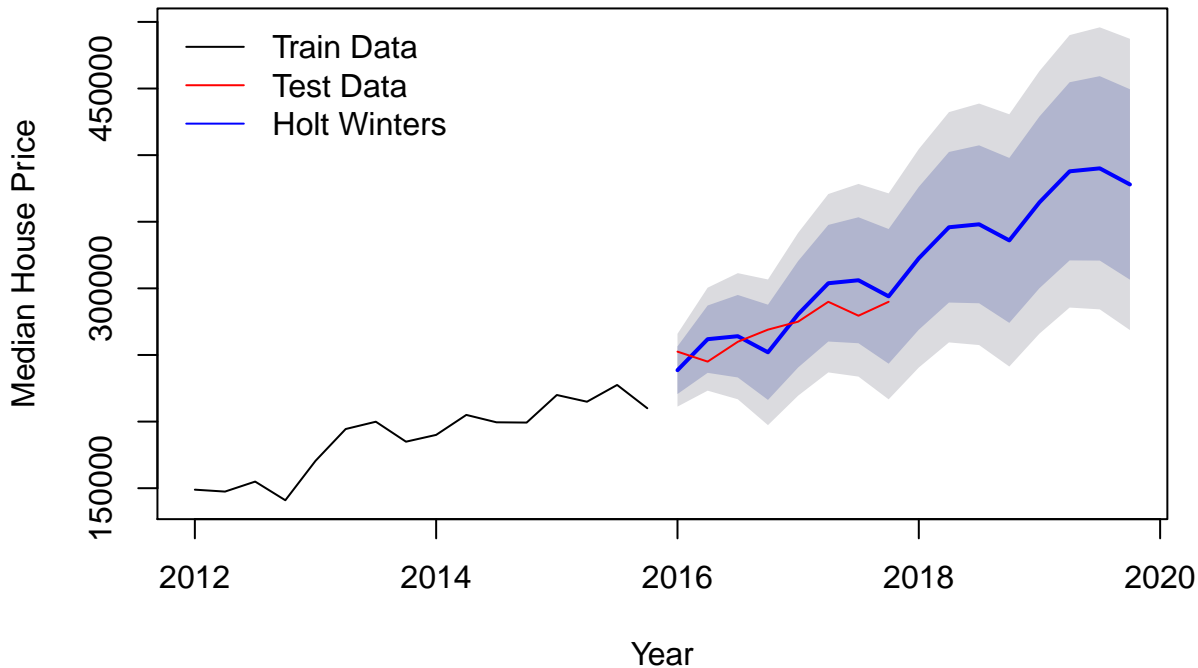 Train Data
Test Data
Holt Winters
Median House Price
450000
300000
150000
2012 2014 2016 2018 2020
Year